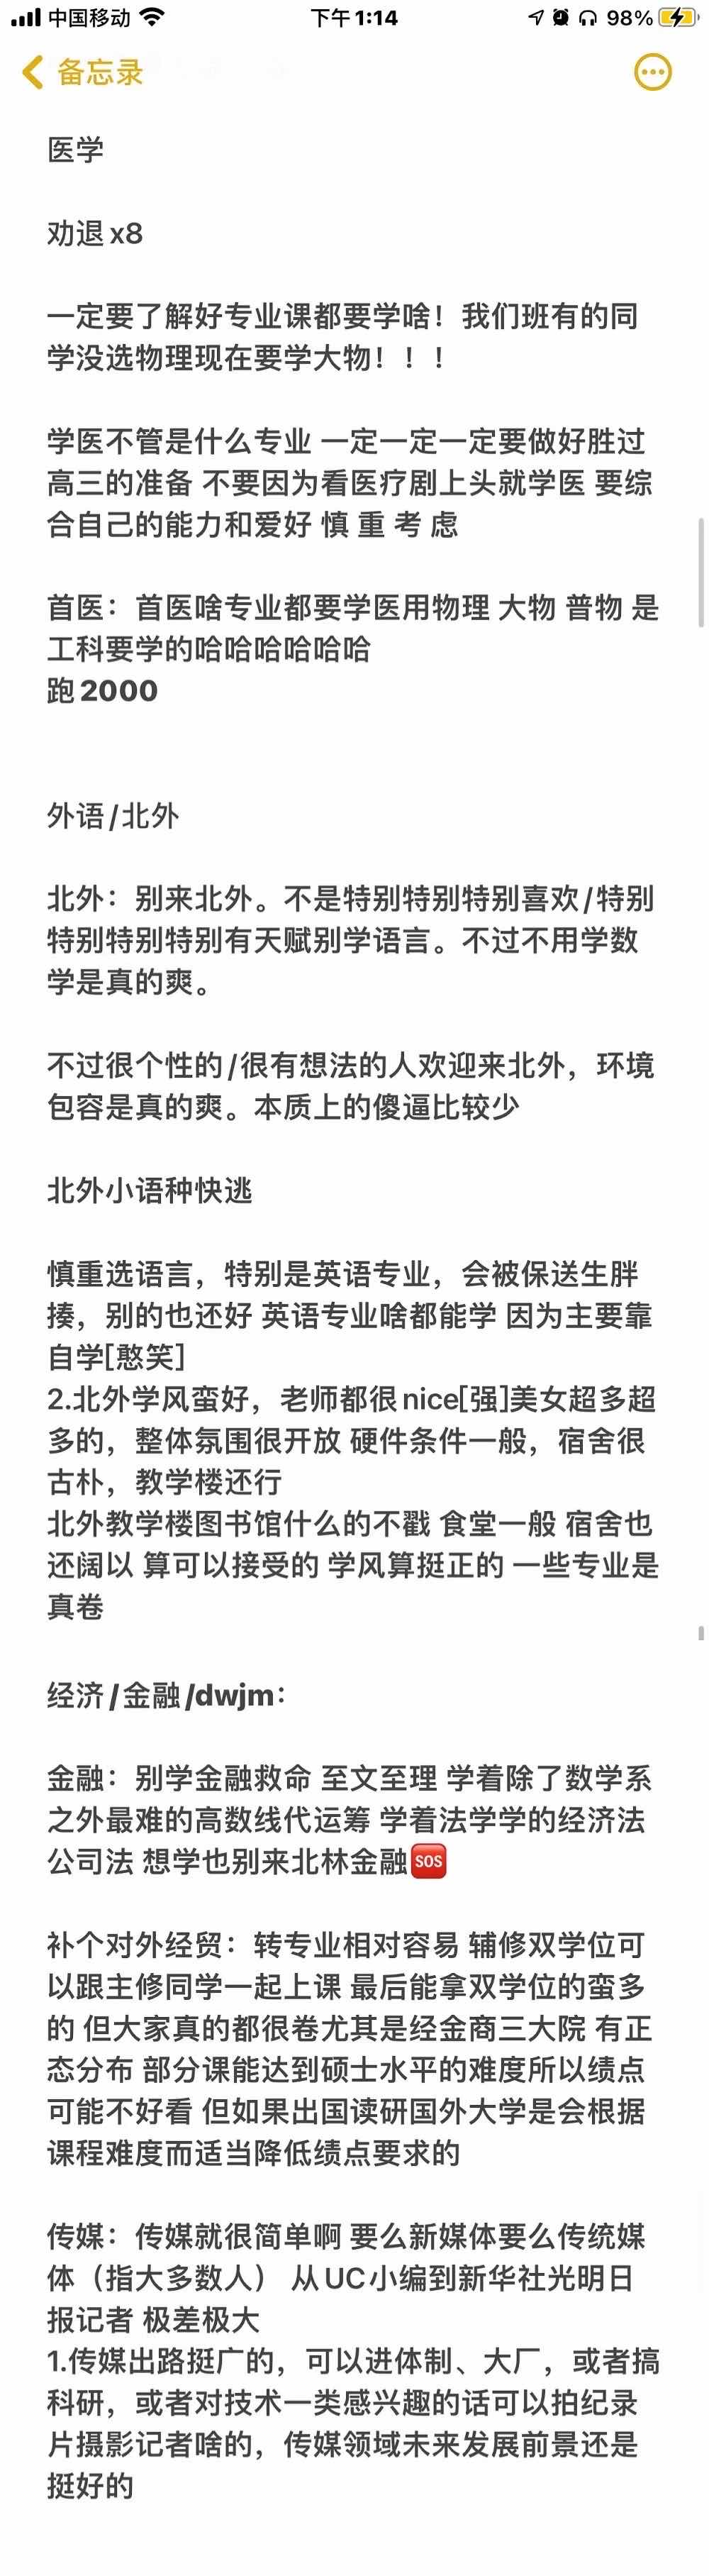 中国移动
下午1:14
98%
备忘录
医学
劝退x8
一定要了解好专业课都要学啥！我们班有的同
学没选物理现在要学大物！！！
学医不管是什么专业 一定一定一定要做好胜过
高三的准备 不要因为看医疗剧上头就学医 要综
合自己的能力和爱好 慎 重 考 虑
首医：首医啥专业都要学医用物理 大物 普物 是
工科要学的哈哈哈哈哈哈
跑2000
外语/北外
北外：别来北外。不是特别特别特别喜欢/特别
特别特别特别有天赋别学语言。不过不用学数
学是真的爽。
不过很个性的/很有想法的人欢迎来北外，环境
包容是真的爽。本质上的傻逼比较少
北外小语种快逃
慎重选语言，特别是英语专业，会被保送生胖
揍，别的也还好 英语专业啥都能学 因为主要靠
自学[憨笑]
2.北外学风蛮好，老师都很nice[强]美女超多超
多的，整体氛围很开放 硬件条件一般，宿舍很
古朴，教学楼还行
北外教学楼图书馆什么的不戳 食堂一般 宿舍也
还阔以 算可以接受的 学风算挺正的 一些专业是
真卷
经济/金融/dwjm：
金融：别学金融救命 至文至理 学着除了数学系
之外最难的高数线代运筹 学着法学学的经济法
公司法 想学也别来北林金融🆘
补个对外经贸：转专业相对容易 辅修双学位可
以跟主修同学一起上课 最后能拿双学位的蛮多
的 但大家真的都很卷尤其是经金商三大院 有正
态分布 部分课能达到硕士水平的难度所以绩点
可能不好看 但如果出国读研国外大学是会根据
课程难度而适当降低绩点要求的
传媒：传媒就很简单啊 要么新媒体要么传统媒
体（指大多数人） 从UC小编到新华社光明日
报记者 极差极大
1.传媒出路挺广的，可以进体制、大厂，或者搞
科研，或者对技术一类感兴趣的话可以拍纪录
片摄影记者啥的，传媒领域未来发展前景还是
挺好的